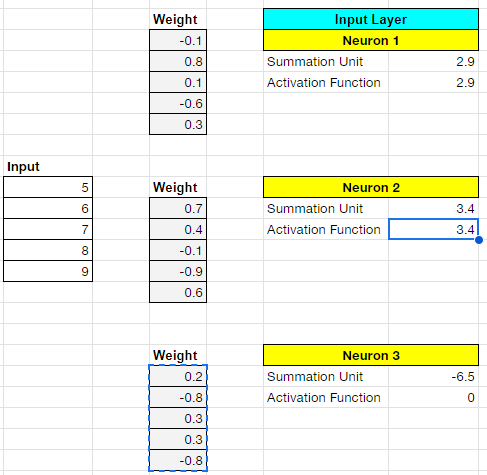 Weight Input Layer
-0.1 Neuron 1
0.8 Summation Unit 2.9
0.1 Activation Function 2.9
-0.6
0.3
Input
5 Weight Neuron 2
6 0.7 Summation Unit 3.4
7 0.4 Activation Function 3.4
8 -0.1
9 -0.9
0.6
Weight Neuron 3
0.2 Summation Unit -6.5
-0.8 Activation Function 0
0.3
0.3
-0.8